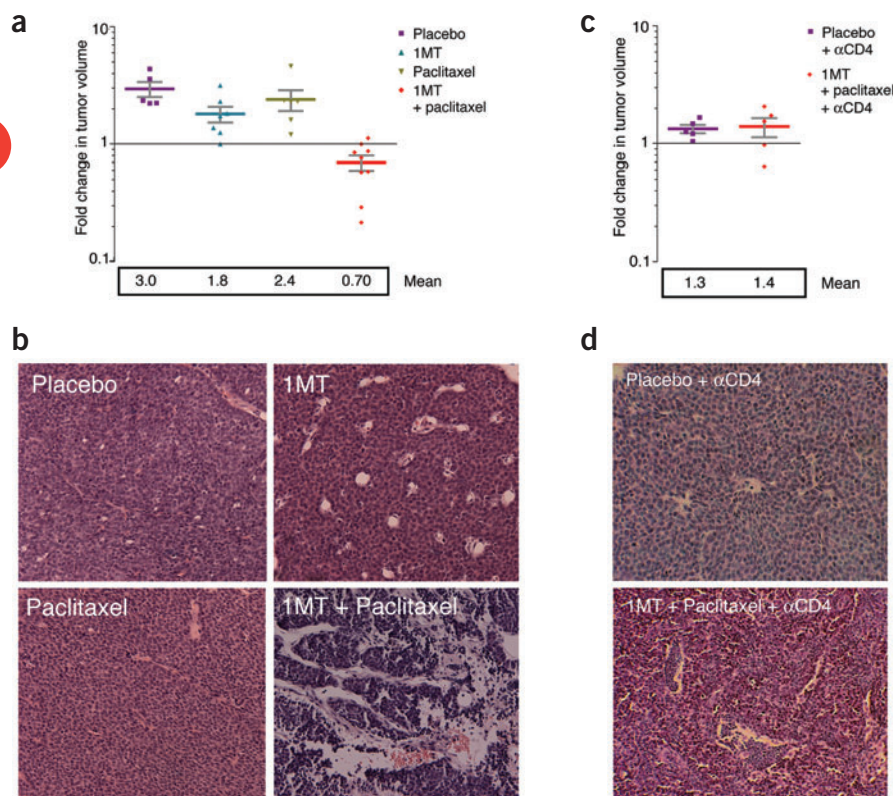 a
Fold change in tumor volume
10
1
0.1
Placebo
1MT
Paclitaxel
1MT
+ paclitaxel
3.0 1.8 2.4 0.70 Mean
c
Fold change in tumor volume
10
1
0.1
Placebo
+ αCD4
1MT
+ paclitaxel
+ αCD4
1.3 1.4 Mean
b
Placebo
1MT
Paclitaxel
1MT + Paclitaxel
d
Placebo + αCD4
1MT + Paclitaxel + αCD4